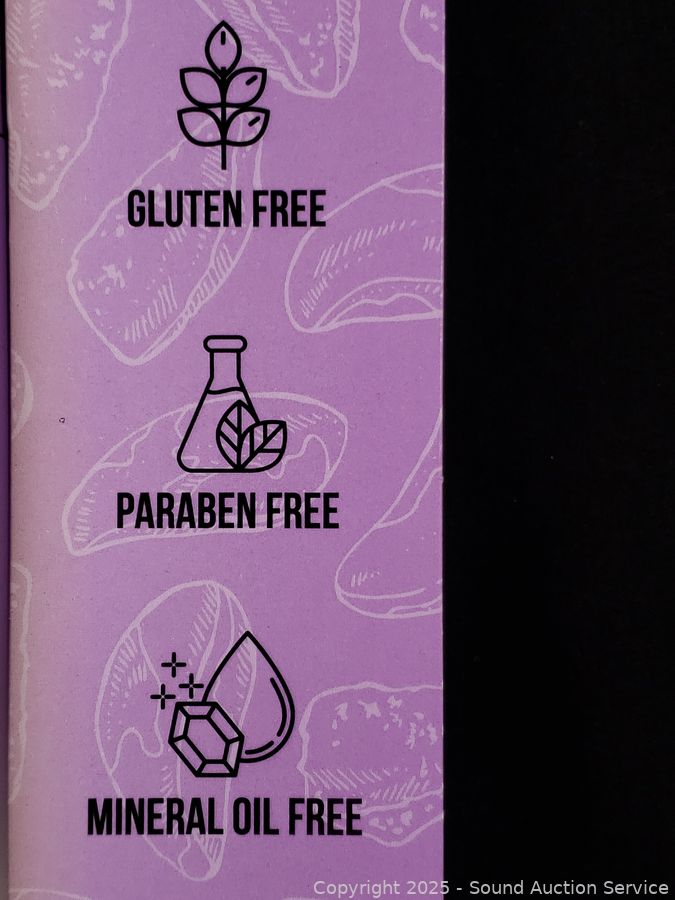 GLUTEN FREE
PARABEN FREE
MINERAL OIL FREE
Copyright 2025 - Sound Auction Service